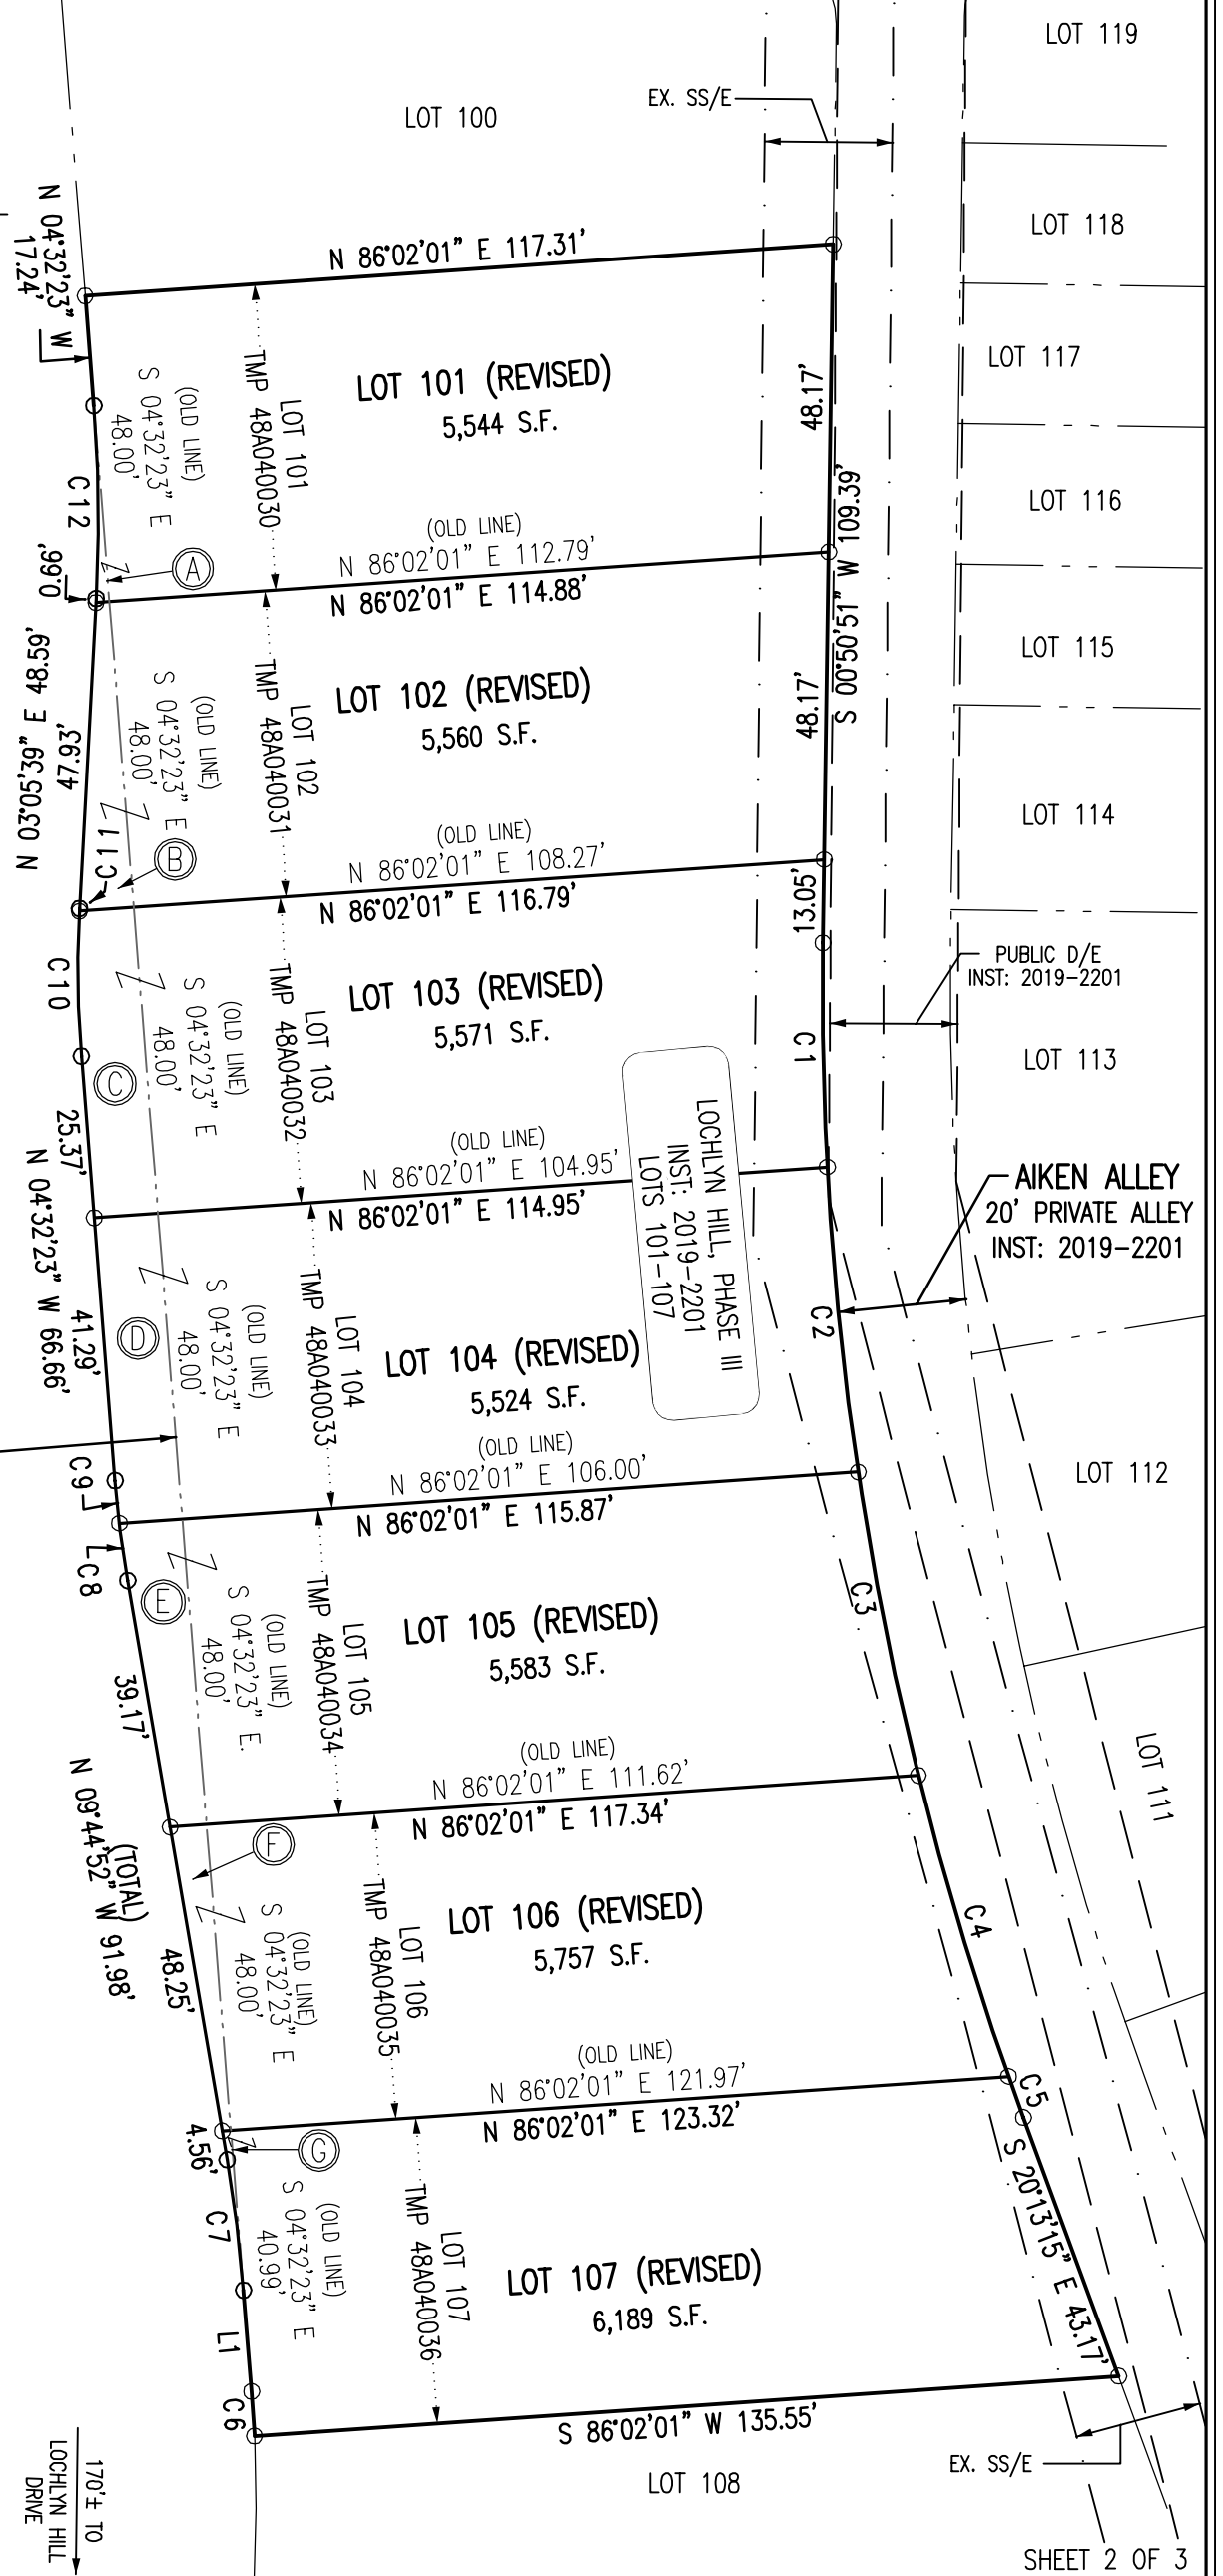 LOT 119
EX. SS/E
LOT 100
LOT 118
N 04°32'23" W
17.24'
N 86°02'01" E 117.31'
LOT 117
LOT 101 (REVISED)
5,544 S.F.
48.17'
(OLD LINE)
S 04°32'23" E
48.00'
LOT 101
TMP 48A040030
S 00°50'51" W 109.39'
LOT 116
C12
0.66'
A
(OLD LINE)
N 86°02'01" E 112.79'
N 86°02'01" E 114.88'
LOT 115
LOT 102 (REVISED)
5,560 S.F.
48.17'
(OLD LINE)
S 04°32'23" E
48.00'
LOT 102
TMP 48A040031
N 03°05'39" E 48.59'
47.93'
LOT 114
C11
B
(OLD LINE)
N 86°02'01" E 108.27'
N 86°02'01" E 116.79'
13.05'
PUBLIC D/E
INST: 2019-2201
C10
LOT 103 (REVISED)
5,571 S.F.
(OLD LINE)
S 04°32'23" E
48.00'
LOT 103
TMP 48A040032
C1
LOT 113
C
25.37'
N 04°32'23" W 66.66'
(OLD LINE)
N 86°02'01" E 104.95'
N 86°02'01" E 114.95'
LOCHLYN HILL, PHASE III
INST: 2019-2201
LOTS 101-107
AIKEN ALLEY
20' PRIVATE ALLEY
INST: 2019-2201
41.29'
D
(OLD LINE)
S 04°32'23" E
48.00'
LOT 104
TMP 48A040033
LOT 104 (REVISED)
5,524 S.F.
C2
LOT 112
C9
(OLD LINE)
N 86°02'01" E 106.00'
N 86°02'01" E 115.87'
C8
E
(OLD LINE)
S 04°32'23" E.
48.00'
LOT 105
TMP 48A040034
LOT 105 (REVISED)
5,583 S.F.
C3
39.17'
LOT 111
(OLD LINE)
N 86°02'01" E 111.62'
N 86°02'01" E 117.34'
(TOTAL)
N 09°44'52" W 91.98'
F
48.25'
(OLD LINE)
S 04°32'23" E
48.00'
LOT 106
TMP 48A040035
LOT 106 (REVISED)
5,757 S.F.
C4
(OLD LINE)
N 86°02'01" E 121.97'
N 86°02'01" E 123.32'
C5
4.56'
G
S 20°13'15" E 43.17'
C7
(OLD LINE)
S 04°32'23" E
40.99'
LOT 107
TMP 48A040036
LOT 107 (REVISED)
6,189 S.F.
L1
C6
S 86°02'01" W 135.55'
EX. SS/E
LOT 108
170'± TO
LOCHLYN HILL
DRIVE
SHEET 2 OF 3